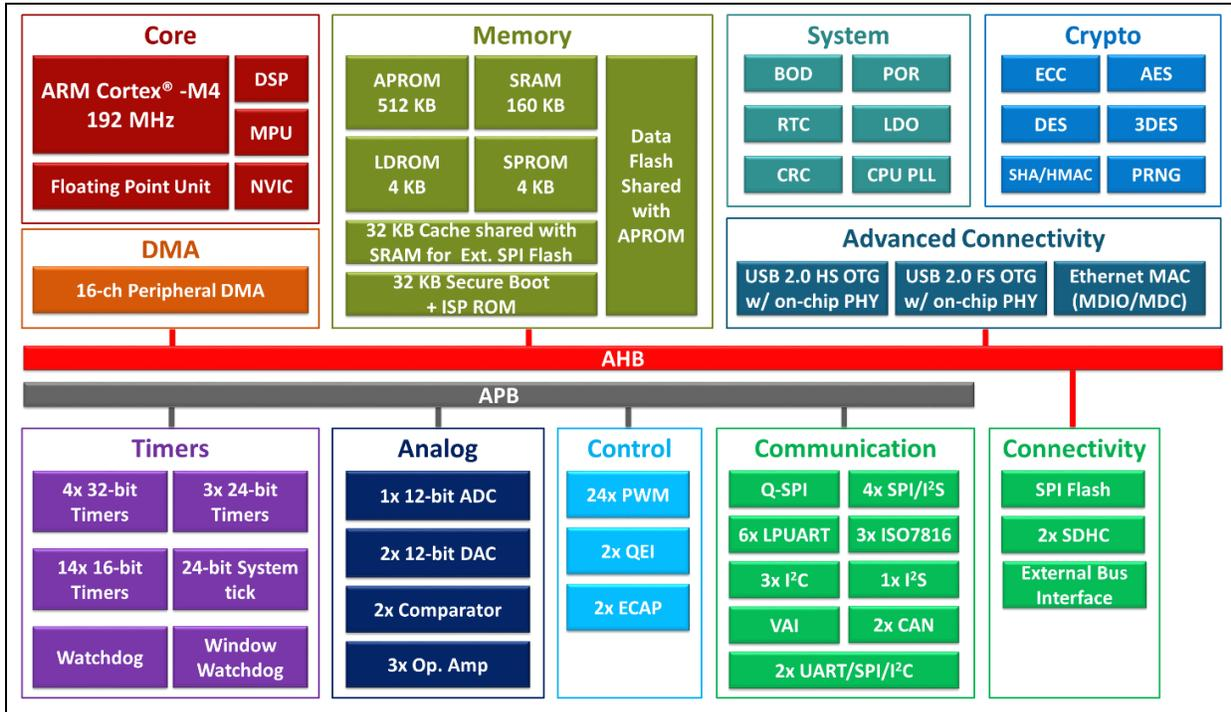 Core
ARM Cortex® -M4
192 MHz
DSP
MPU
Floating Point Unit
NVIC
DMA
16-ch Peripheral DMA
Memory
APROM
512 KB
SRAM
160 KB
LDROM
4 KB
SPROM
4 KB
32 KB Cache shared with
SRAM for Ext. SPI Flash
32 KB Secure Boot
+ ISP ROM
Data
Flash
Shared
with
APROM
System
BOD
POR
RTC
LDO
CRC
CPU PLL
Crypto
ECC
AES
DES
3DES
SHA/HMAC
PRNG
Advanced Connectivity
USB 2.0 HS OTG
w/ on-chip PHY
USB 2.0 FS OTG
w/ on-chip PHY
Ethernet MAC
(MDIO/MDC)
AHB
APB
Timers
4x 32-bit
Timers
3x 24-bit
Timers
14x 16-bit
Timers
24-bit System
tick
Watchdog
Window
Watchdog
Analog
1x 12-bit ADC
2x 12-bit DAC
2x Comparator
3x Op. Amp
Control
24x PWM
2x QEI
2x ECAP
Communication
Q-SPI
4x SPI/I²S
6x LPUART
3x ISO7816
3x I²C
1x I²S
VAI
2x CAN
2x UART/SPI/I²C
Connectivity
SPI Flash
2x SDHC
External Bus
Interface